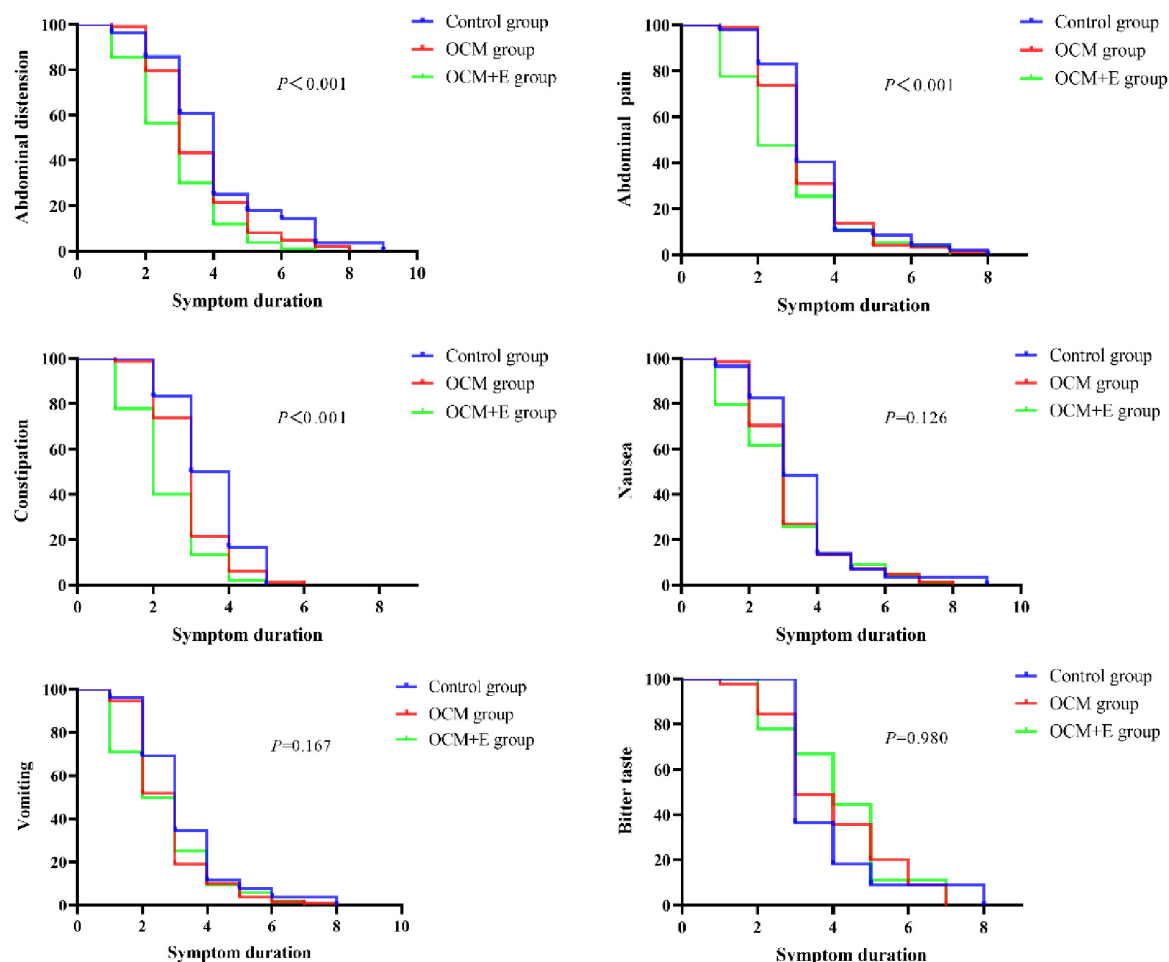 Abdominal distension
100
80
60
40
20
0
0 2 4 6 8 10
Symptom duration
P＜0.001
Control group
OCM group
OCM+E group
Abdominal pain
100
80
60
40
20
0
0 2 4 6 8
Symptom duration
P＜0.001
Control group
OCM group
OCM+E group
Constipation
100
80
60
40
20
0
0 2 4 6 8
Symptom duration
P＜0.001
Control group
OCM group
OCM+E group
Nausea
100
80
60
40
20
0
0 2 4 6 8 10
Symptom duration
P=0.126
Control group
OCM group
OCM+E group
Vomiting
100
80
60
40
20
0
0 2 4 6 8 10
Symptom duration
P=0.167
Control group
OCM group
OCM+E group
Bitter taste
100
80
60
40
20
0
0 2 4 6 8
Symptom duration
P=0.980
Control group
OCM group
OCM+E group